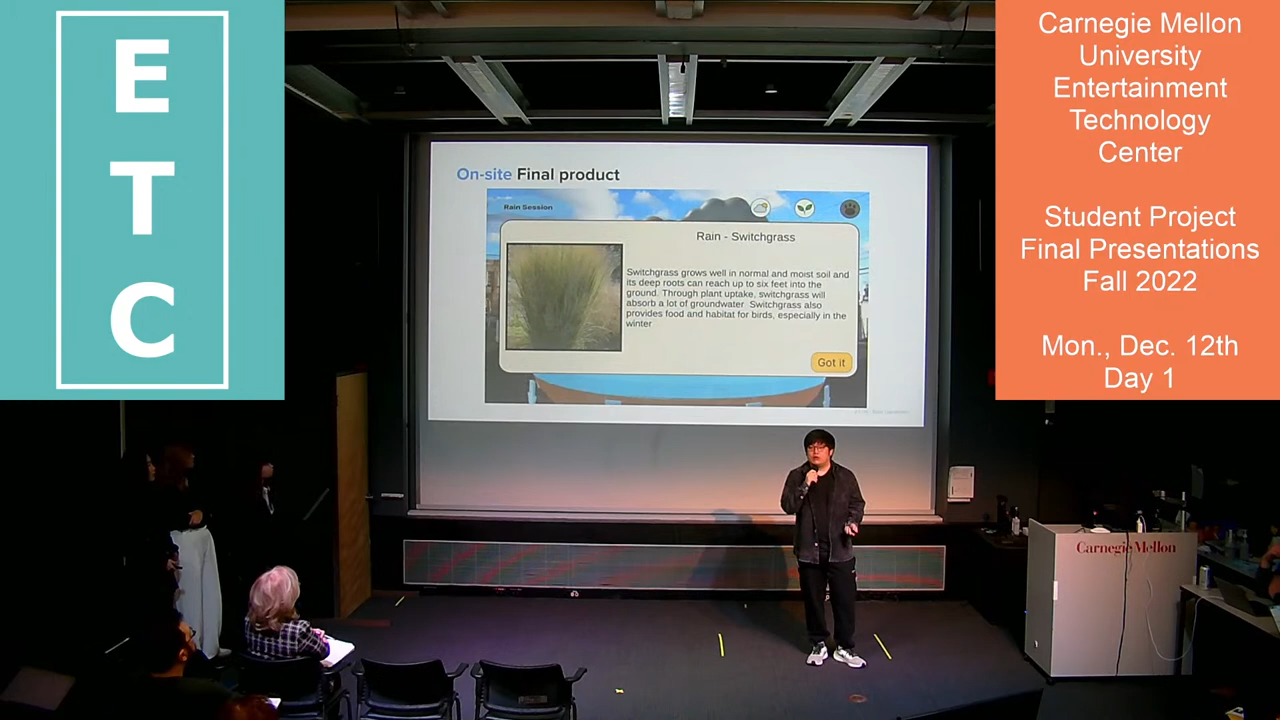 E
T
C
Carnegie Mellon
University
Entertainment
Technology
Center
Student Project
Final Presentations
Fall 2022
Mon., Dec. 12th
Day 1
On-site Final product
Rain Session
Rain - Switchgrass
Switchgrass grows well in normal and moist soil and
its deep roots can reach up to six feet into the
ground. Through plant uptake, switchgrass will
absorb a lot of groundwater Switchgrass also
provides food and habitat for birds, especially in the
winter
Got it
Carnegie Mellon